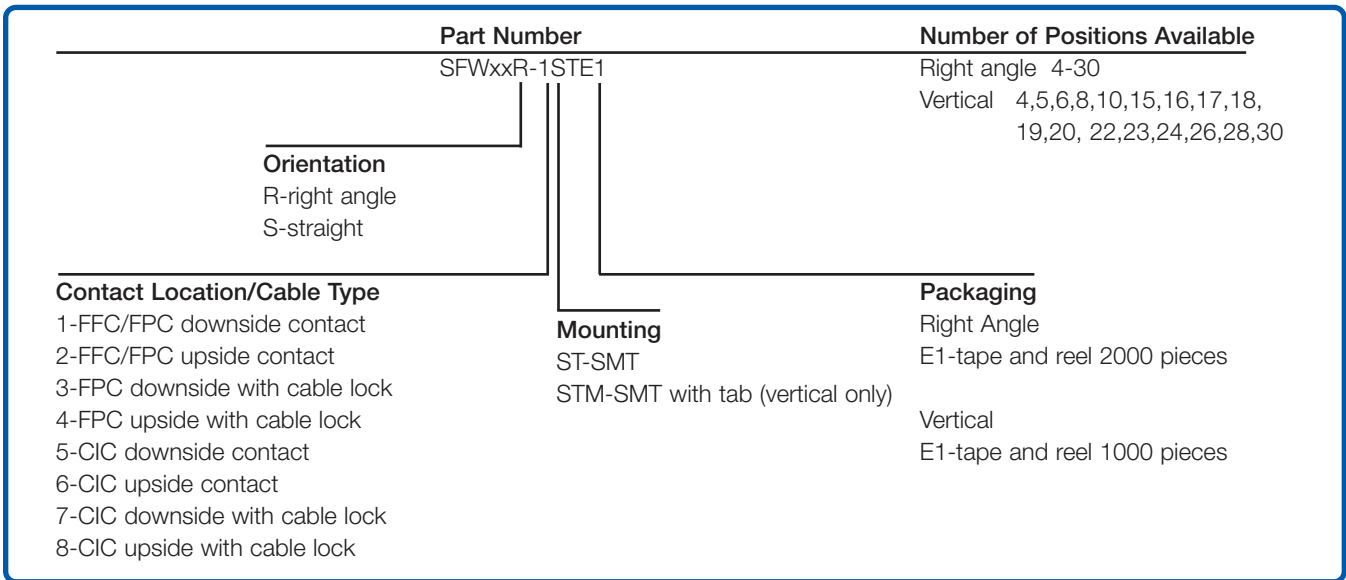 Part Number
SFWxxR-1STE1
Number of Positions Available
Right angle 4-30
Vertical 4,5,6,8,10,15,16,17,18,
19,20, 22,23,24,26,28,30
Orientation
R-right angle
S-straight
Contact Location/Cable Type
1-FFC/FPC downside contact
2-FFC/FPC upside contact
3-FPC downside with cable lock
4-FPC upside with cable lock
5-CIC downside contact
6-CIC upside contact
7-CIC downside with cable lock
8-CIC upside with cable lock
Mounting
ST-SMT
STM-SMT with tab (vertical only)
Packaging
Right Angle
E1-tape and reel 2000 pieces
Vertical
E1-tape and reel 1000 pieces